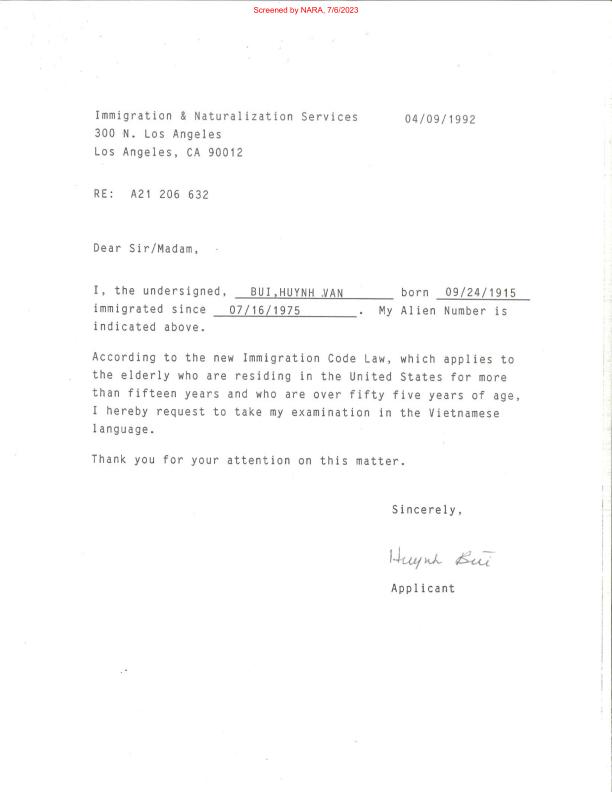 Screened by NARA, 7/6/2023
Immigration & Naturalization Services 04/09/1992
300 N. Los Angeles
Los Angeles, CA 90012
RE: A21 206 632
Dear Sir/Madam,
I, the undersigned, BUI,HUYNH VAN born 09/24/1915
immigrated since 07/16/1975. My Alien Number is
indicated above.
According to the new Immigration Code Law, which applies to
the elderly who are residing in the United States for more
than fifteen years and who are over fifty five years of age,
I hereby request to take my examination in the Vietnamese
language.
Thank you for your attention on this matter.
Sincerely,
Huynh Bui
Applicant